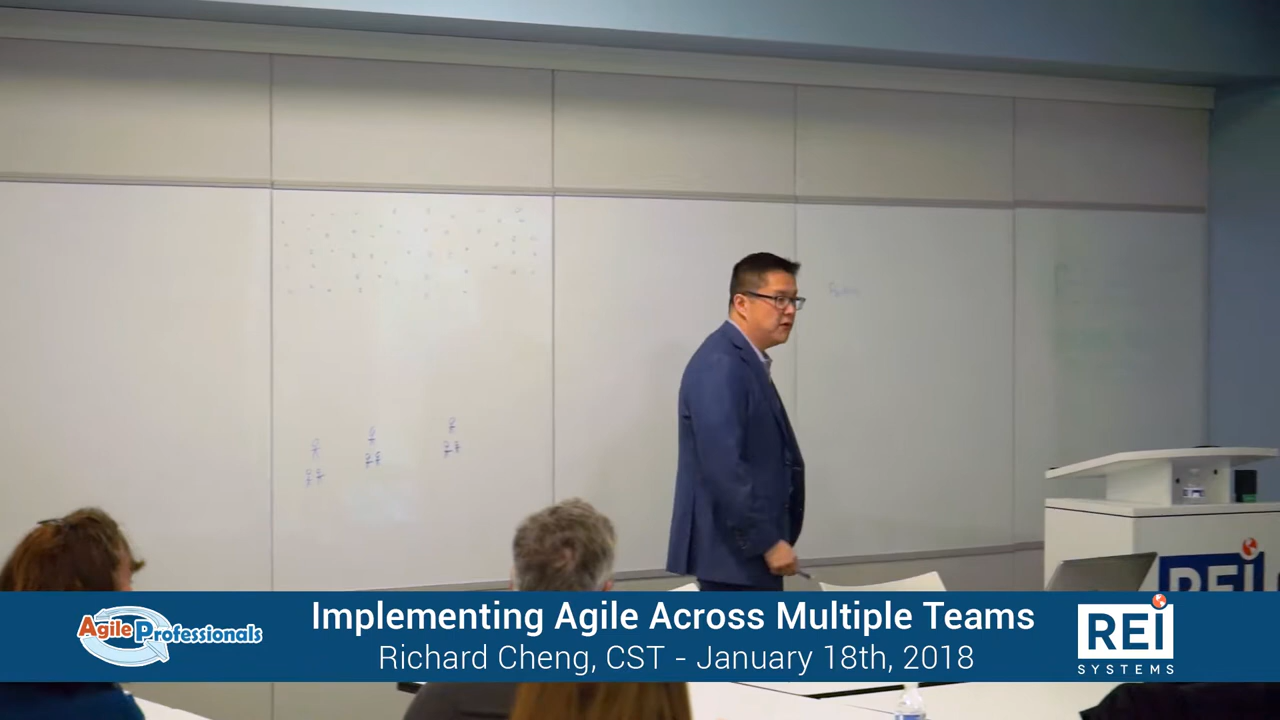 REi
Agile Professionals
Implementing Agile Across Multiple Teams
Richard Cheng, CST - January 18th, 2018
REi
SYSTEMS